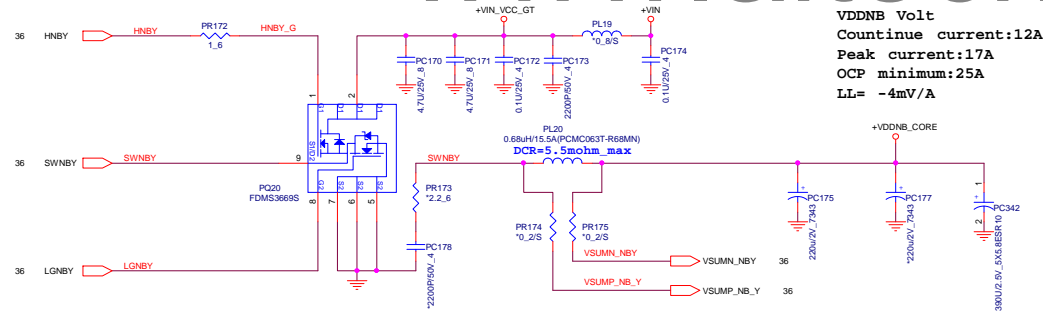 +VIN_VCC_GT
+VIN
VDDNB Volt
Countinue current:12A
Peak current:17A
OCP minimum:25A
LL= -4mV/A
36 HNBY
HNBY
PR172
1_6
HNBY_G
PL19
*0_8/S
PC170
4.7U/25V_8
PC171
4.7U/25V_8
PC172
0.1U/25V_4
PC173
2200P/50V_4
PC174
0.1U/25V_4
1
2
G1
D1
D1
D1
S1/D2
9
G2
S2
S2
S2
8
7
6
5
PQ20
FDMS3669S
36 SWNBY
SWNBY
SWNBY
PL20
0.68uH/15.5A(PCMC063T-R68MN)
DCR=5.5mohm_max
+VDDNB_CORE
PR173
*2.2_6
PC178
*2200P/50V_4
PR174
*0_2/S
PR175
*0_2/S
PC175
220u/2V_7343
PC177
*220u/2V_7343
1
PC342
2
390U/2.5V_5X5.8ESR10
36 LGNBY
LGNBY
VSUMN_NBY
VSUMN_NBY 36
VSUMP_NB_Y
VSUMP_NB_Y 36